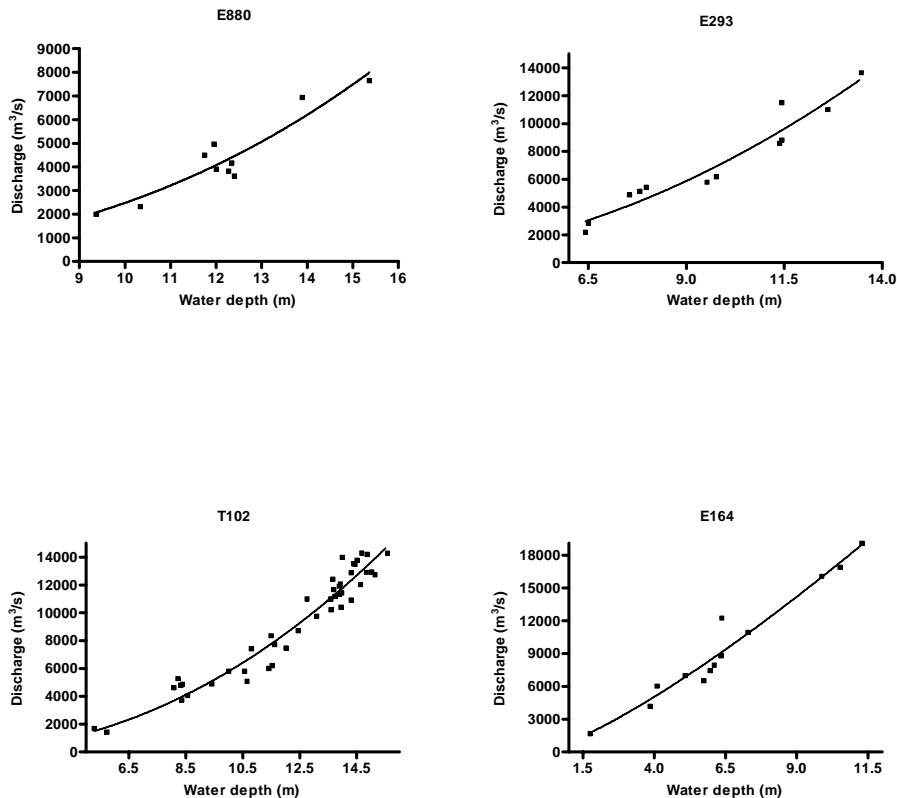 E880
9000
8000
7000
6000
5000
4000
3000
2000
1000
0
Discharge (m³/s)
9 10 11 12 13 14 15 16
Water depth (m)
E293
14000
12000
10000
8000
6000
4000
2000
0
Discharge (m³/s)
6.5 9.0 11.5 14.0
Water depth (m)
T102
14000
12000
10000
8000
6000
4000
2000
0
Discharge (m³/s)
6.5 8.5 10.5 12.5 14.5
Water depth (m)
E164
18000
15000
12000
9000
6000
3000
0
Discharge (m³/s)
1.5 4.0 6.5 9.0 11.5
Water depth (m)